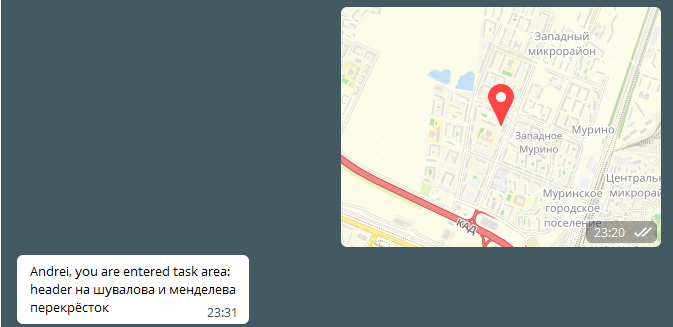 Западный
микрорайон
Мурино
Западное
Мурино
Централь
микрорай
Муринское
городское
поселение
КАД
23:20
Andrei, you are entered task area:
header на шувалова и менделева
перекрёсток
23:31